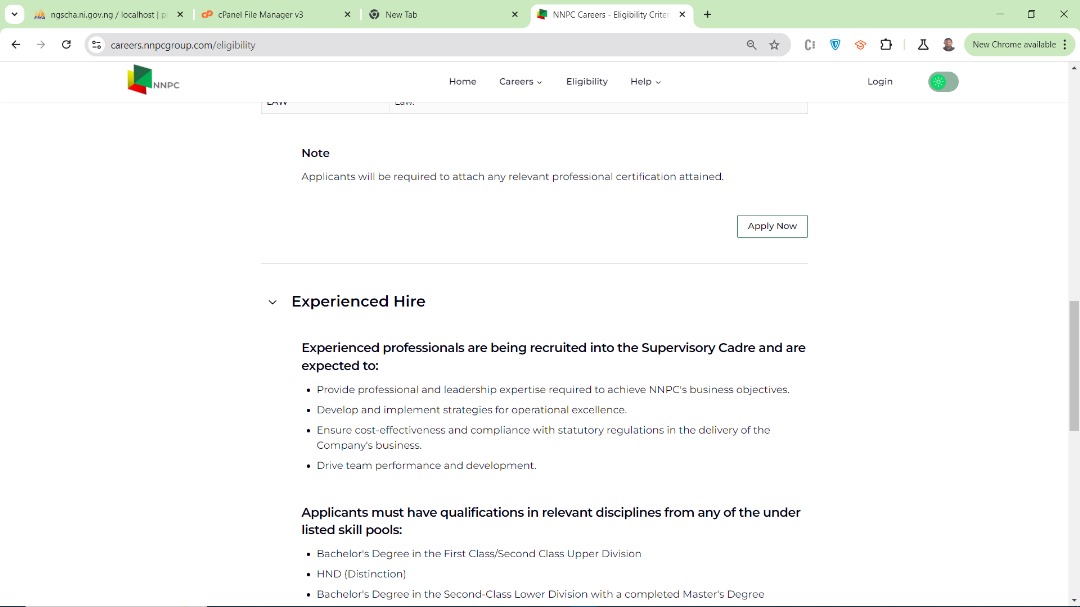 ngscha.ni.gov.ng / localhost | p
cPanel File Manager v3
New Tab
NNPC Careers - Eligibility Criter
careers.nnpcgroup.com/eligibility
New Chrome available
NNPC
Home
Careers
Eligibility
Help
Login
LAW
Law.
Note
Applicants will be required to attach any relevant professional certification attained.
Apply Now
Experienced Hire
Experienced professionals are being recruited into the Supervisory Cadre and are
expected to:
Provide professional and leadership expertise required to achieve NNPC's business objectives.
Develop and implement strategies for operational excellence.
Ensure cost-effectiveness and compliance with statutory regulations in the delivery of the
Company's business.
Drive team performance and development.
Applicants must have qualifications in relevant disciplines from any of the under
listed skill pools:
Bachelor's Degree in the First Class/Second Class Upper Division
HND (Distinction)
Bachelor's Degree in the Second-Class Lower Division with a completed Master's Degree